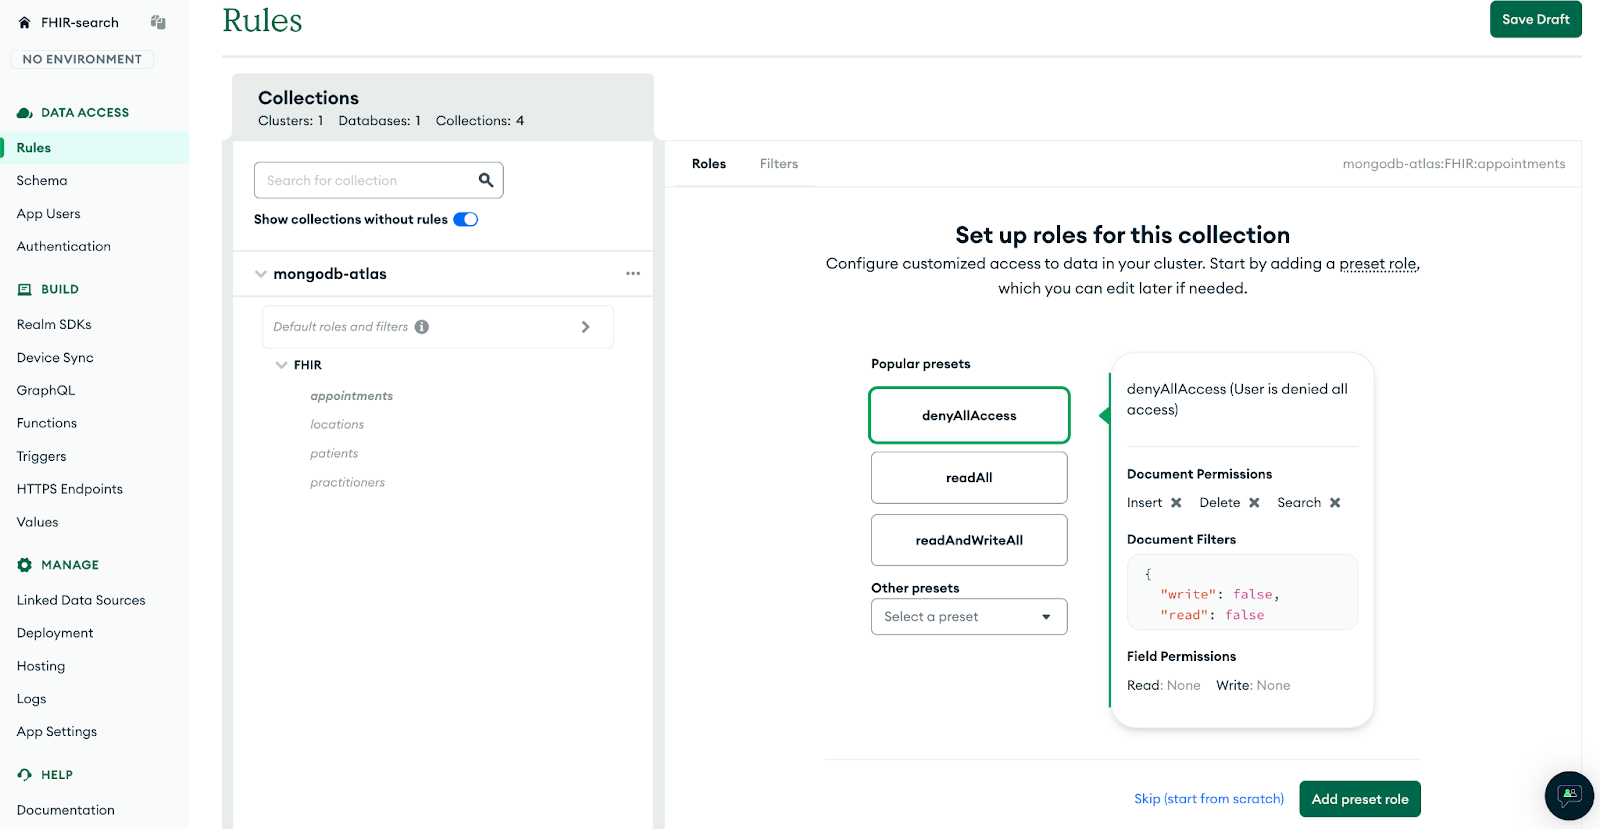 FHIR-search
NO ENVIRONMENT
DATA ACCESS
Rules
Schema
App Users
Authentication
BUILD
Realm SDKs
Device Sync
GraphQL
Functions
Triggers
HTTPS Endpoints
Values
MANAGE
Linked Data Sources
Deployment
Hosting
Logs
App Settings
HELP
Documentation
Rules
Save Draft
Collections
Clusters: 1 Databases: 1 Collections: 4
Search for collection
Show collections without rules
mongodb-atlas
Default roles and filters
FHIR
appointments
locations
patients
practitioners
Roles Filters
mongodb-atlas:FHIR:appointments
Set up roles for this collection
Configure customized access to data in your cluster. Start by adding a preset role,
which you can edit later if needed.
Popular presets
denyAllAccess
readAll
readAndWriteAll
Other presets
Select a preset
denyAllAccess (User is denied all
access)
Document Permissions
Insert Delete Search
Document Filters
{
"write": false,
"read": false
Field Permissions
Read: None Write: None
Skip (start from scratch)
Add preset role